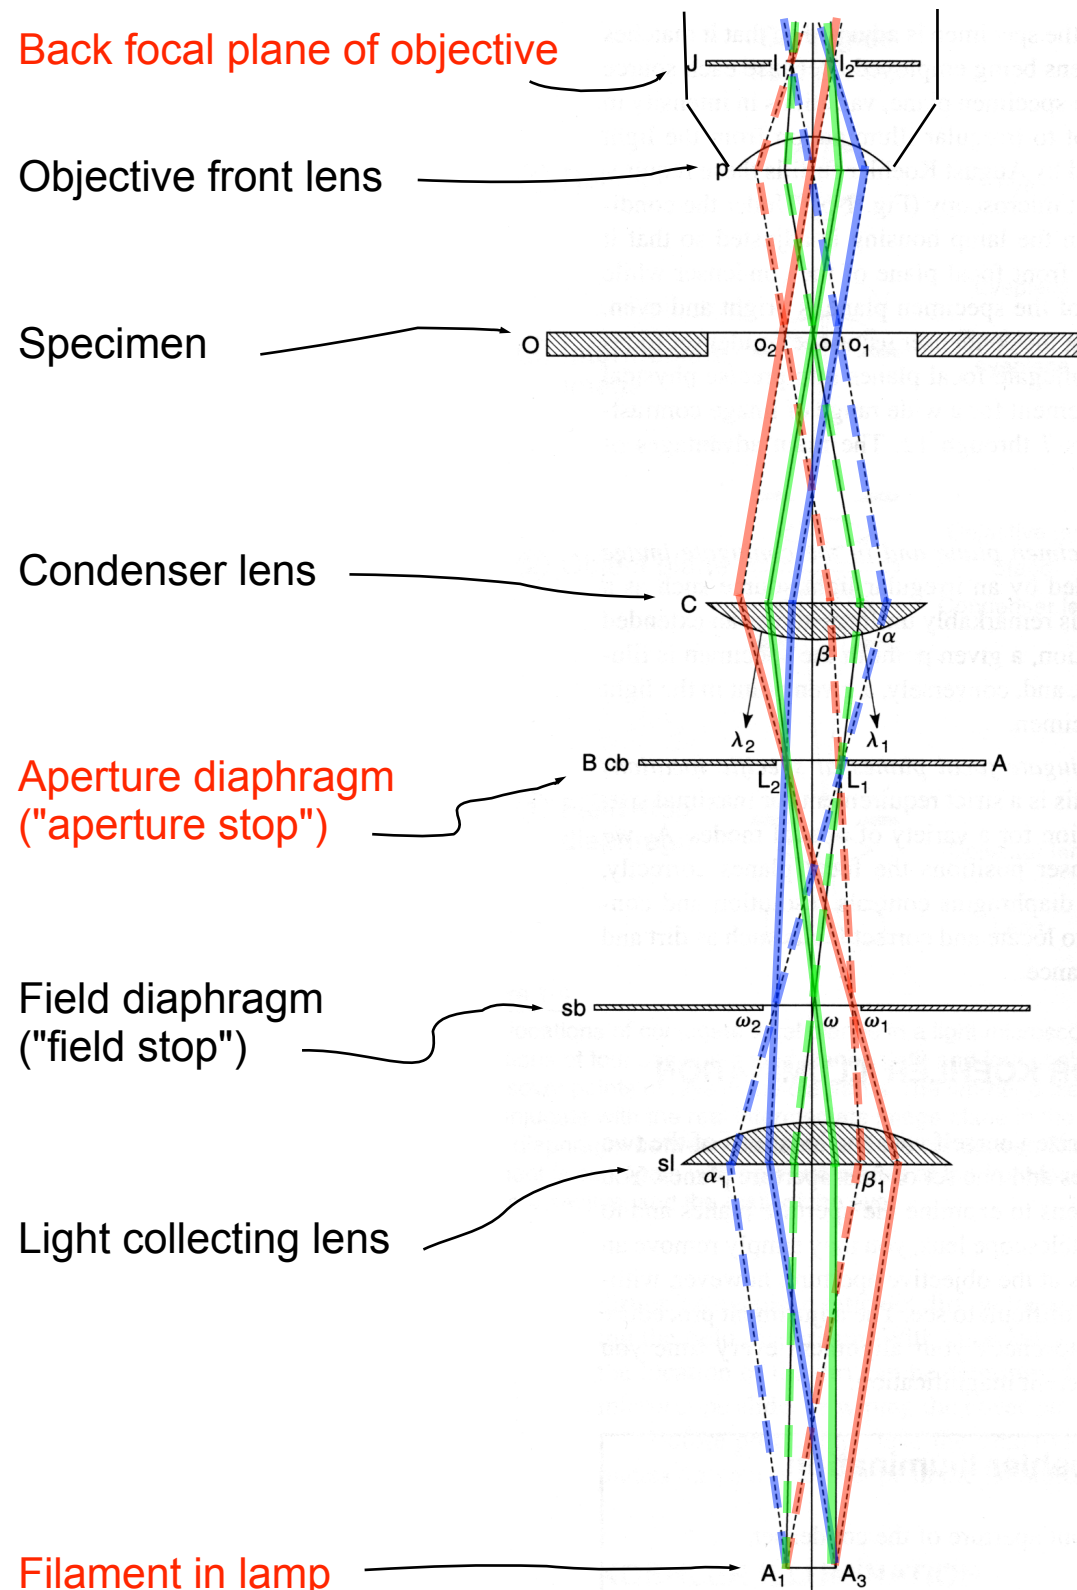 Back focal plane of objective
J l1 l2
Objective front lens
p
Specimen
O o2 o o1
Condenser lens
C
β α
λ2 λ1
Aperture diaphragm
("aperture stop")
B cb A
L2 L1
Field diaphragm
("field stop")
sb
ω2 ω ω1
sl
α1 β1
Light collecting lens
Filament in lamp
A1 A3